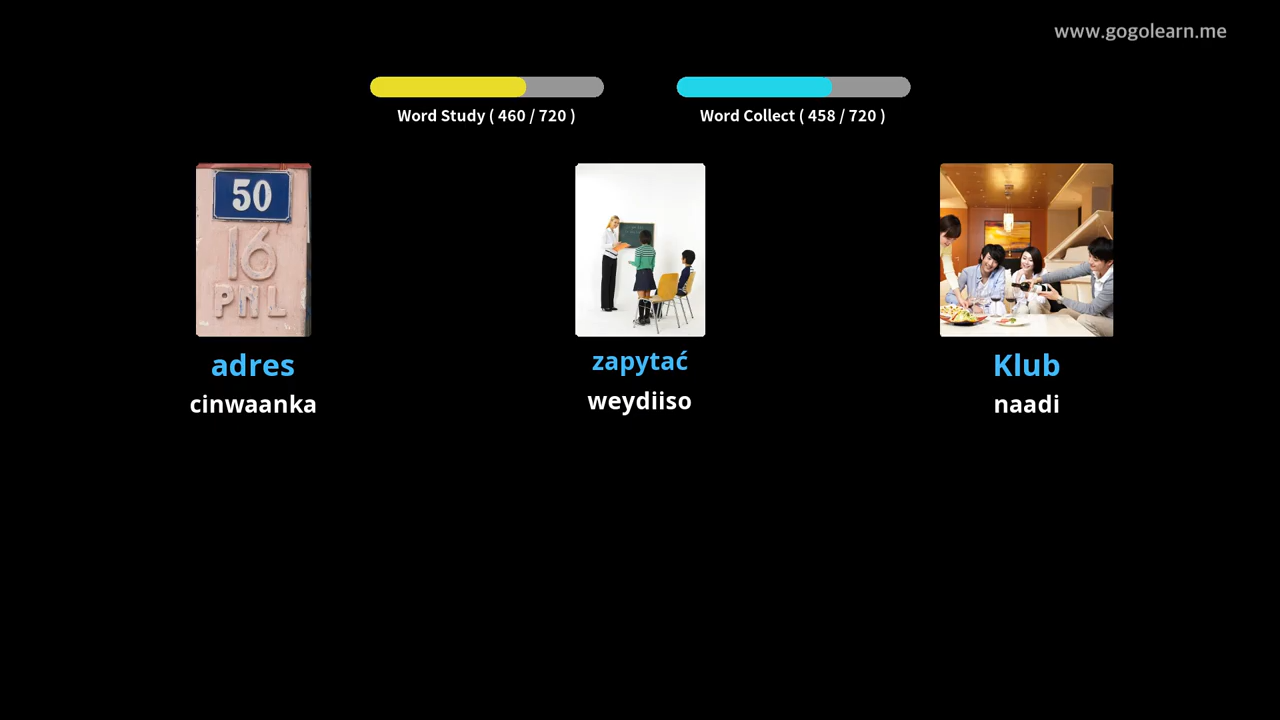 www.gogolearn.me
Word Study ( 460 / 720 )
Word Collect ( 458 / 720 )
50
16
PNL
adres
zapytać
Klub
cinwaanka
weydiiso
naadi